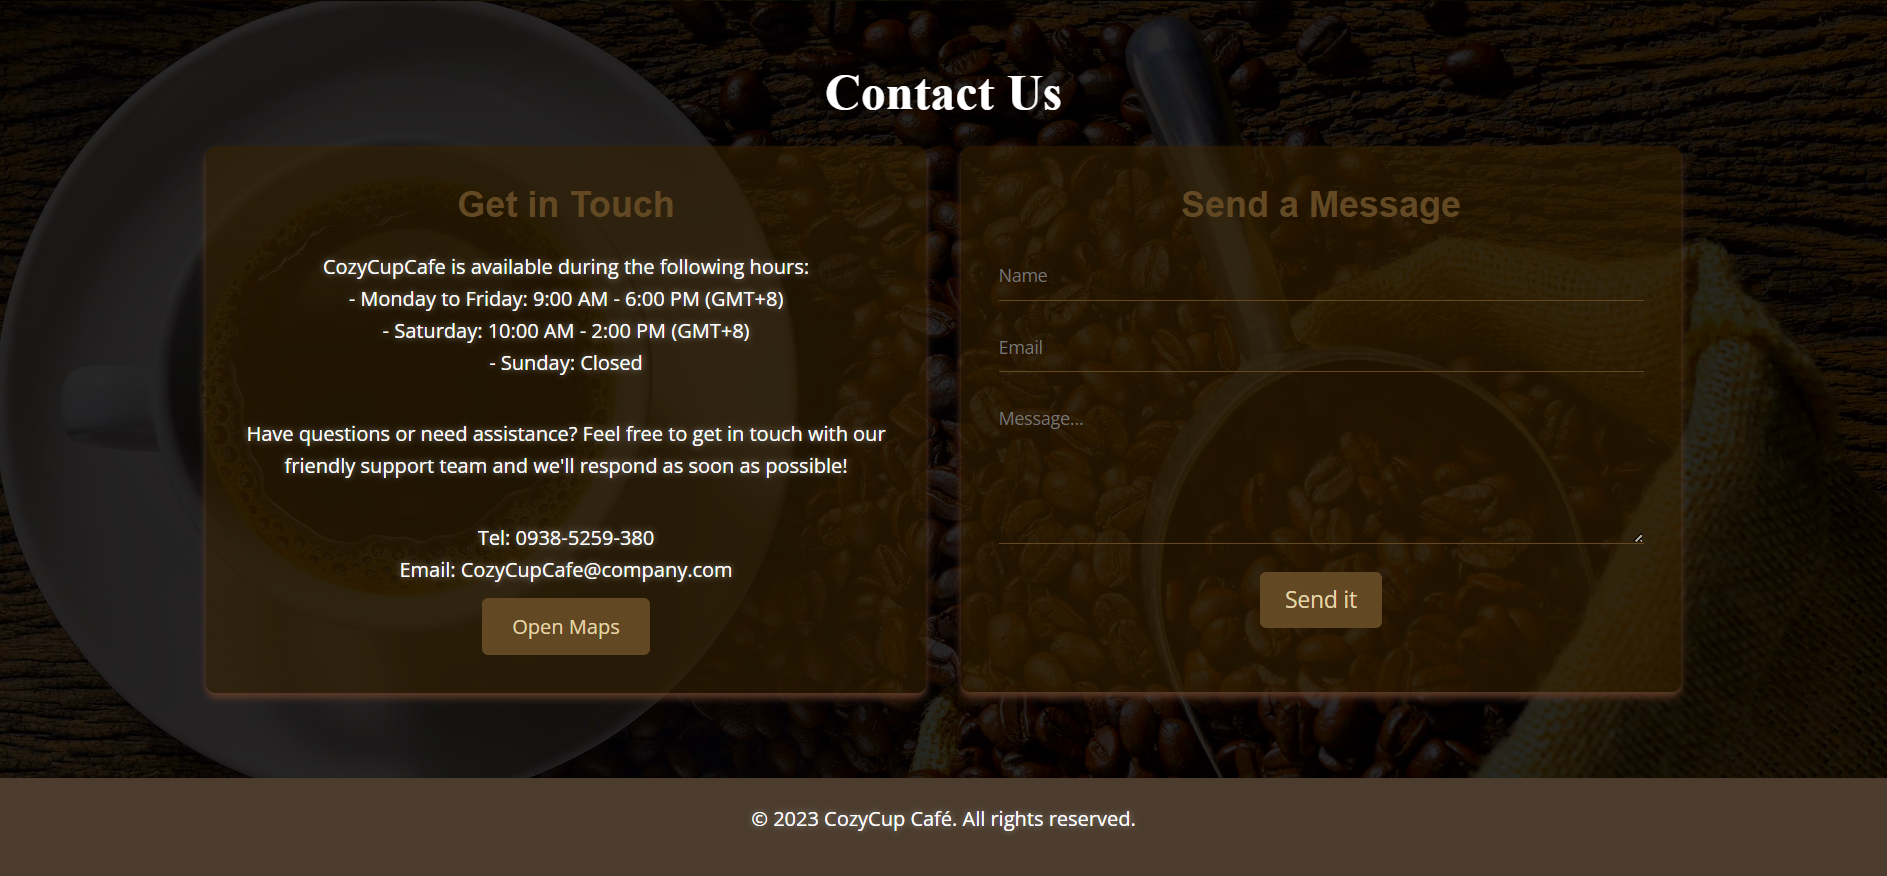 Contact Us
Get in Touch
CozyCupCafe is available during the following hours:
- Monday to Friday: 9:00 AM - 6:00 PM (GMT+8)
- Saturday: 10:00 AM - 2:00 PM (GMT+8)
- Sunday: Closed
Have questions or need assistance? Feel free to get in touch with our
friendly support team and we'll respond as soon as possible!
Tel: 0938-5259-380
Email: CozyCupCafe@company.com
Open Maps
Send a Message
Name
Email
Message...
Send it
© 2023 CozyCup Café. All rights reserved.